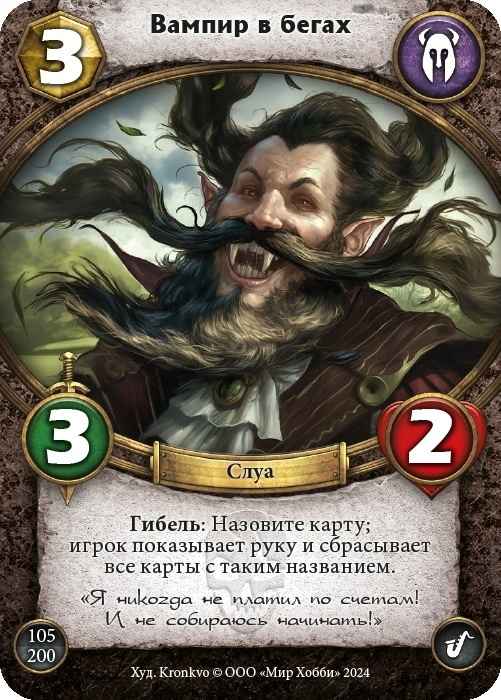 Вампир в бегах
3
3
2
Слуа
Гибель: Назовите карту;
игрок показывает руку и сбрасывает
все карты с таким названием.
«Я никогда не платил по счетам!
И не собираюсь начинать!»
105
200
Худ. Kronkvo © ООО «Мир Хобби» 2024